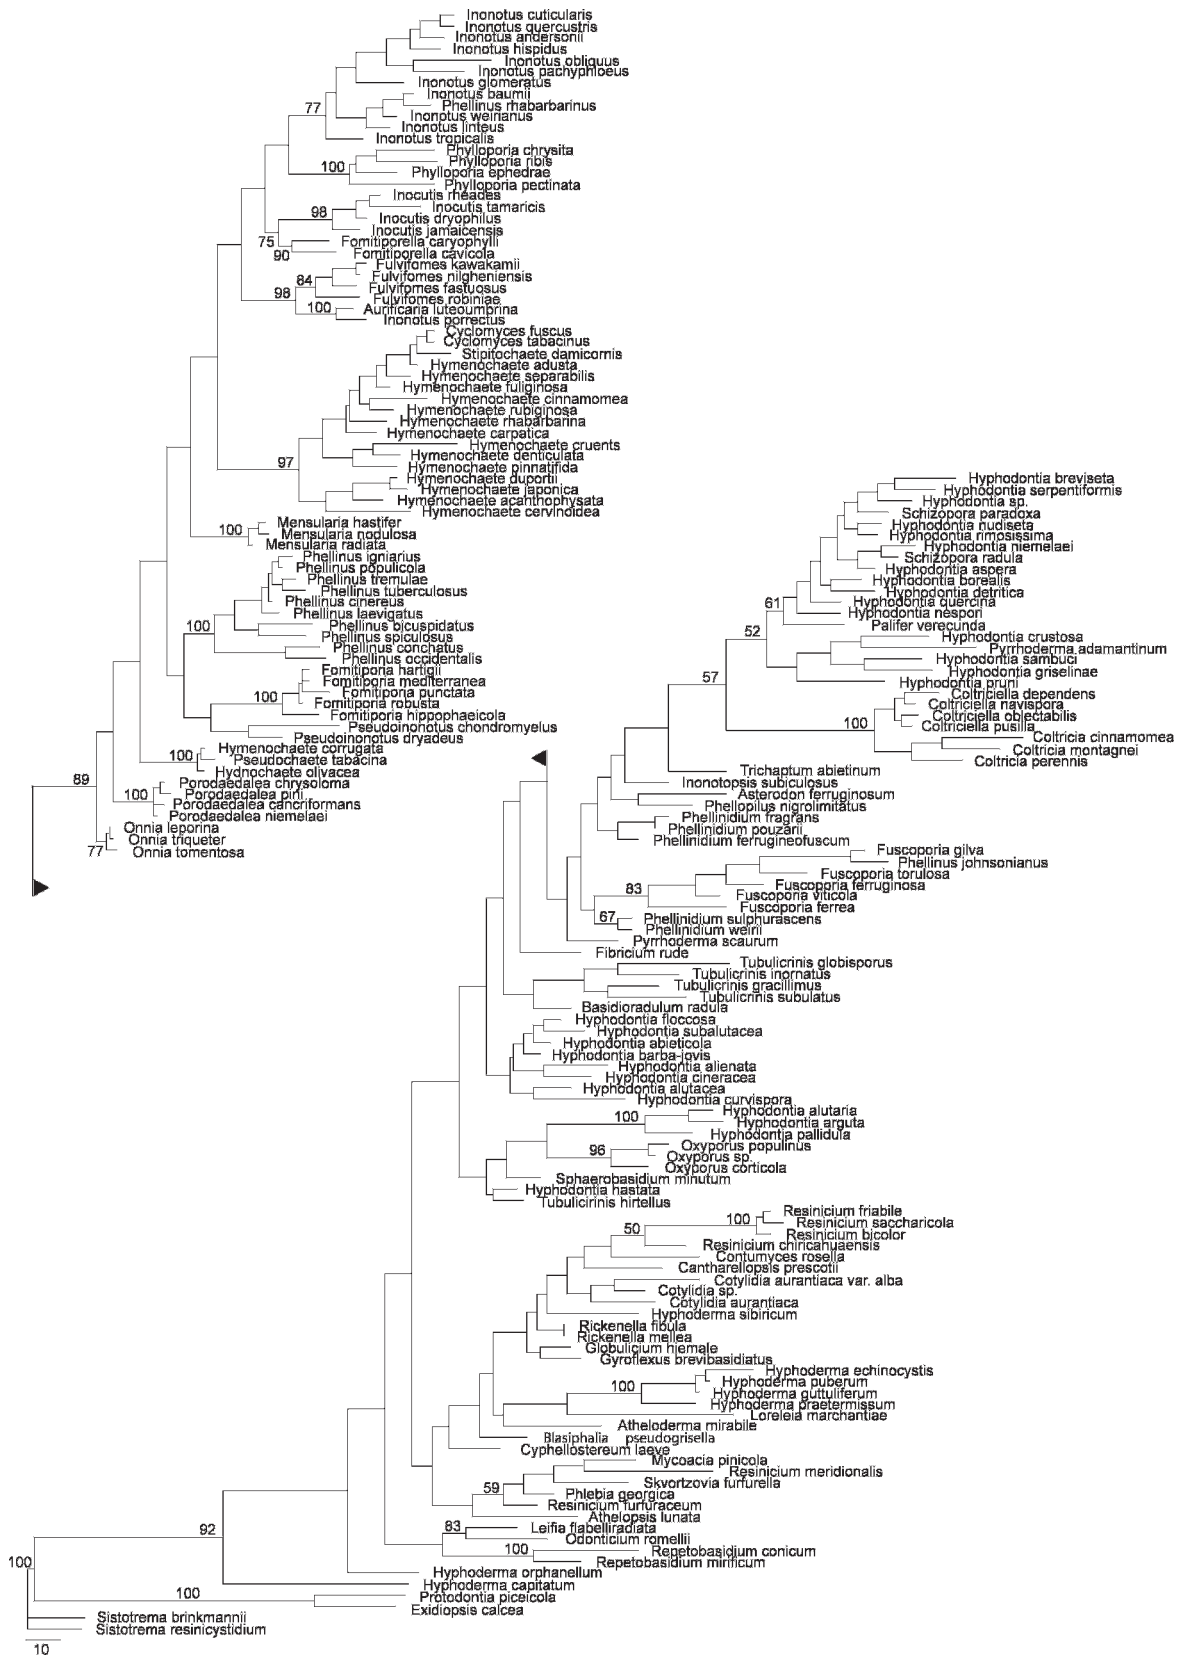 Inonotus cuticularis
Inonotus quercustris
Inonotus andersonii
Inonotus hispidus
Inonotus obliquus
Inonotus pachyphloeus
Inonotus glomeratus
Inonotus baumii
Phellinus rhabarbarinus
77
Inonotus weirianus
Inonotus linteus
Inonotus tropicalis
Phylloporia chrysita
Phylloporia ribis
100
Phylloporia ephedrae
Phylloporia pectinata
Inocutis rheades
Inocutis tamaricis
98
Inocutis dryophilus
Inocutis jamaicensis
75
Fomitiporella caryophylli
90
Fomitiporella cavicola
Fulvifomes kawakamii
Fulvifomes nilgheniensis
84
Fulvifomes fastuosus
98
Fulvifomes robiniae
100
Aurificaria luteoumbrina
Inonotus porrectus
Cyclomyces fuscus
Cyclomyces tabacinus
Stipitochaete damicornis
Hymenochaete adusta
Hymenochaete separabilis
Hymenochaete fuliginosa
Hymenochaete cinnamomea
Hymenochaete rubiginosa
Hymenochaete rhabarbarina
Hymenochaete carpatica
Hymenochaete cruents
Hymenochaete denticulata
97
Hymenochaete pinnatifida
Hymenochaete duportii
Hymenochaete japonica
Hymenochaete acanthophysata
Hymenochaete cervinoidea
Mensularia hastifer
100
Mensularia nodulosa
Mensularia radiata
Phellinus igniarius
Phellinus populicola
Phellinus tremulae
Phellinus tuberculosus
Phellinus cinereus
Phellinus laevigatus
100
Phellinus bicuspidatus
Phellinus spiculosus
Phellinus conchatus
Phellinus occidentalis
Fomitiporia hartigii
Fomitiporia mediterranea
100
Fomitiporia punctata
Fomitiporia robusta
Fomitiporia hippophaeicola
Pseudoinonotus chondromyelus
Pseudoinonotus dryadeus
Hymenochaete corrugata
100
Pseudochaete tabacina
Hydnochaete olivacea
89
Porodaedalea chrysoloma
100
Porodaedalea pini
Porodaedalea cancriformans
Porodaedalea niemelaei
Onnia leporina
Onnia triqueter
77
Onnia tomentosa
Hyphodontia breviseta
Hyphodontia serpentiformis
Hyphodontia sp.
Schizopora paradoxa
Hyphodontia nudiseta
Hyphodontia rimosissima
Hyphodontia niemelaei
Schizopora radula
Hyphodontia aspera
Hyphodontia borealis
Hyphodontia detritica
61
Hyphodontia quercina
Hyphodontia nespori
Palifer verecunda
52
Hyphodontia crustosa
Pyrrhoderma adamantinum
Hyphodontia sambuci
Hyphodontia griselinae
57
Hyphodontia pruni
Coltriciella dependens
Coltriciella navispora
Coltriciella oblectabilis
100
Coltriciella pusilla
Coltricia cinnamomea
Coltricia montagnei
Coltricia perennis
Trichaptum abietinum
Inonotopsis subiculosus
Asterodon ferruginosum
Phellopilus nigrolimitatus
Phellinidium fragrans
Phellinidium pouzarii
Phellinidium ferrugineofuscum
Fuscoporia gilva
Phellinus johnsonianus
Fuscoporia torulosa
83
Fuscoporia ferruginosa
Fuscoporia viticola
Fuscoporia ferrea
67
Phellinidium sulphurascens
Phellinidium weirii
Pyrrhoderma scaurum
Fibricium rude
Tubulicrinis globisporus
Tubulicrinis inornatus
Tubulicrinis gracillimus
Tubulicrinis subulatus
Basidioradulum radula
Hyphodontia floccosa
Hyphodontia subalutacea
Hyphodontia abieticola
Hyphodontia barba-jovis
Hyphodontia alienata
Hyphodontia cineracea
Hyphodontia alutacea
Hyphodontia curvispora
Hyphodontia alutaria
100
Hyphodontia arguta
Hyphodontia pallidula
Oxyporus populinus
96
Oxyporus sp.
Oxyporus corticola
Sphaerobasidium minutum
Hyphodontia hastata
Tubulicirinis hirtellus
Resinicium friabile
100
Resinicium saccharicola
50
Resinicium bicolor
Resinicium chiricahuaensis
Contumyces rosella
Cantharellopsis prescotii
Cotylidia aurantiaca var. alba
Cotylidia sp.
Cotylidia aurantiaca
Hyphoderma sibiricum
Rickenella fibula
Rickenella mellea
Globulicium hiemale
Gyroflexus brevibasidiatus
Hyphoderma echinocystis
100
Hyphoderma puberum
Hyphoderma guttuliferum
Hyphoderma praetermissum
Loreleia marchantiae
Atheloderma mirabile
Blasiphalia pseudogrisella
Cyphellostereum laeve
Mycoacia pinicola
Resinicium meridionalis
Skvortzovia furfurella
59
Phlebia georgica
Resinicium furfuraceum
Athelopsis lunata
83
Leifia flabelliradiata
92
Odonticium romellii
100
Repetobasidium conicum
Repetobasidium mirificum
100
Hyphoderma orphanellum
Hyphoderma capitatum
100
Protodontia piceicola
Exidiopsis calcea
Sistotrema brinkmannii
Sistotrema resinicystidium
10